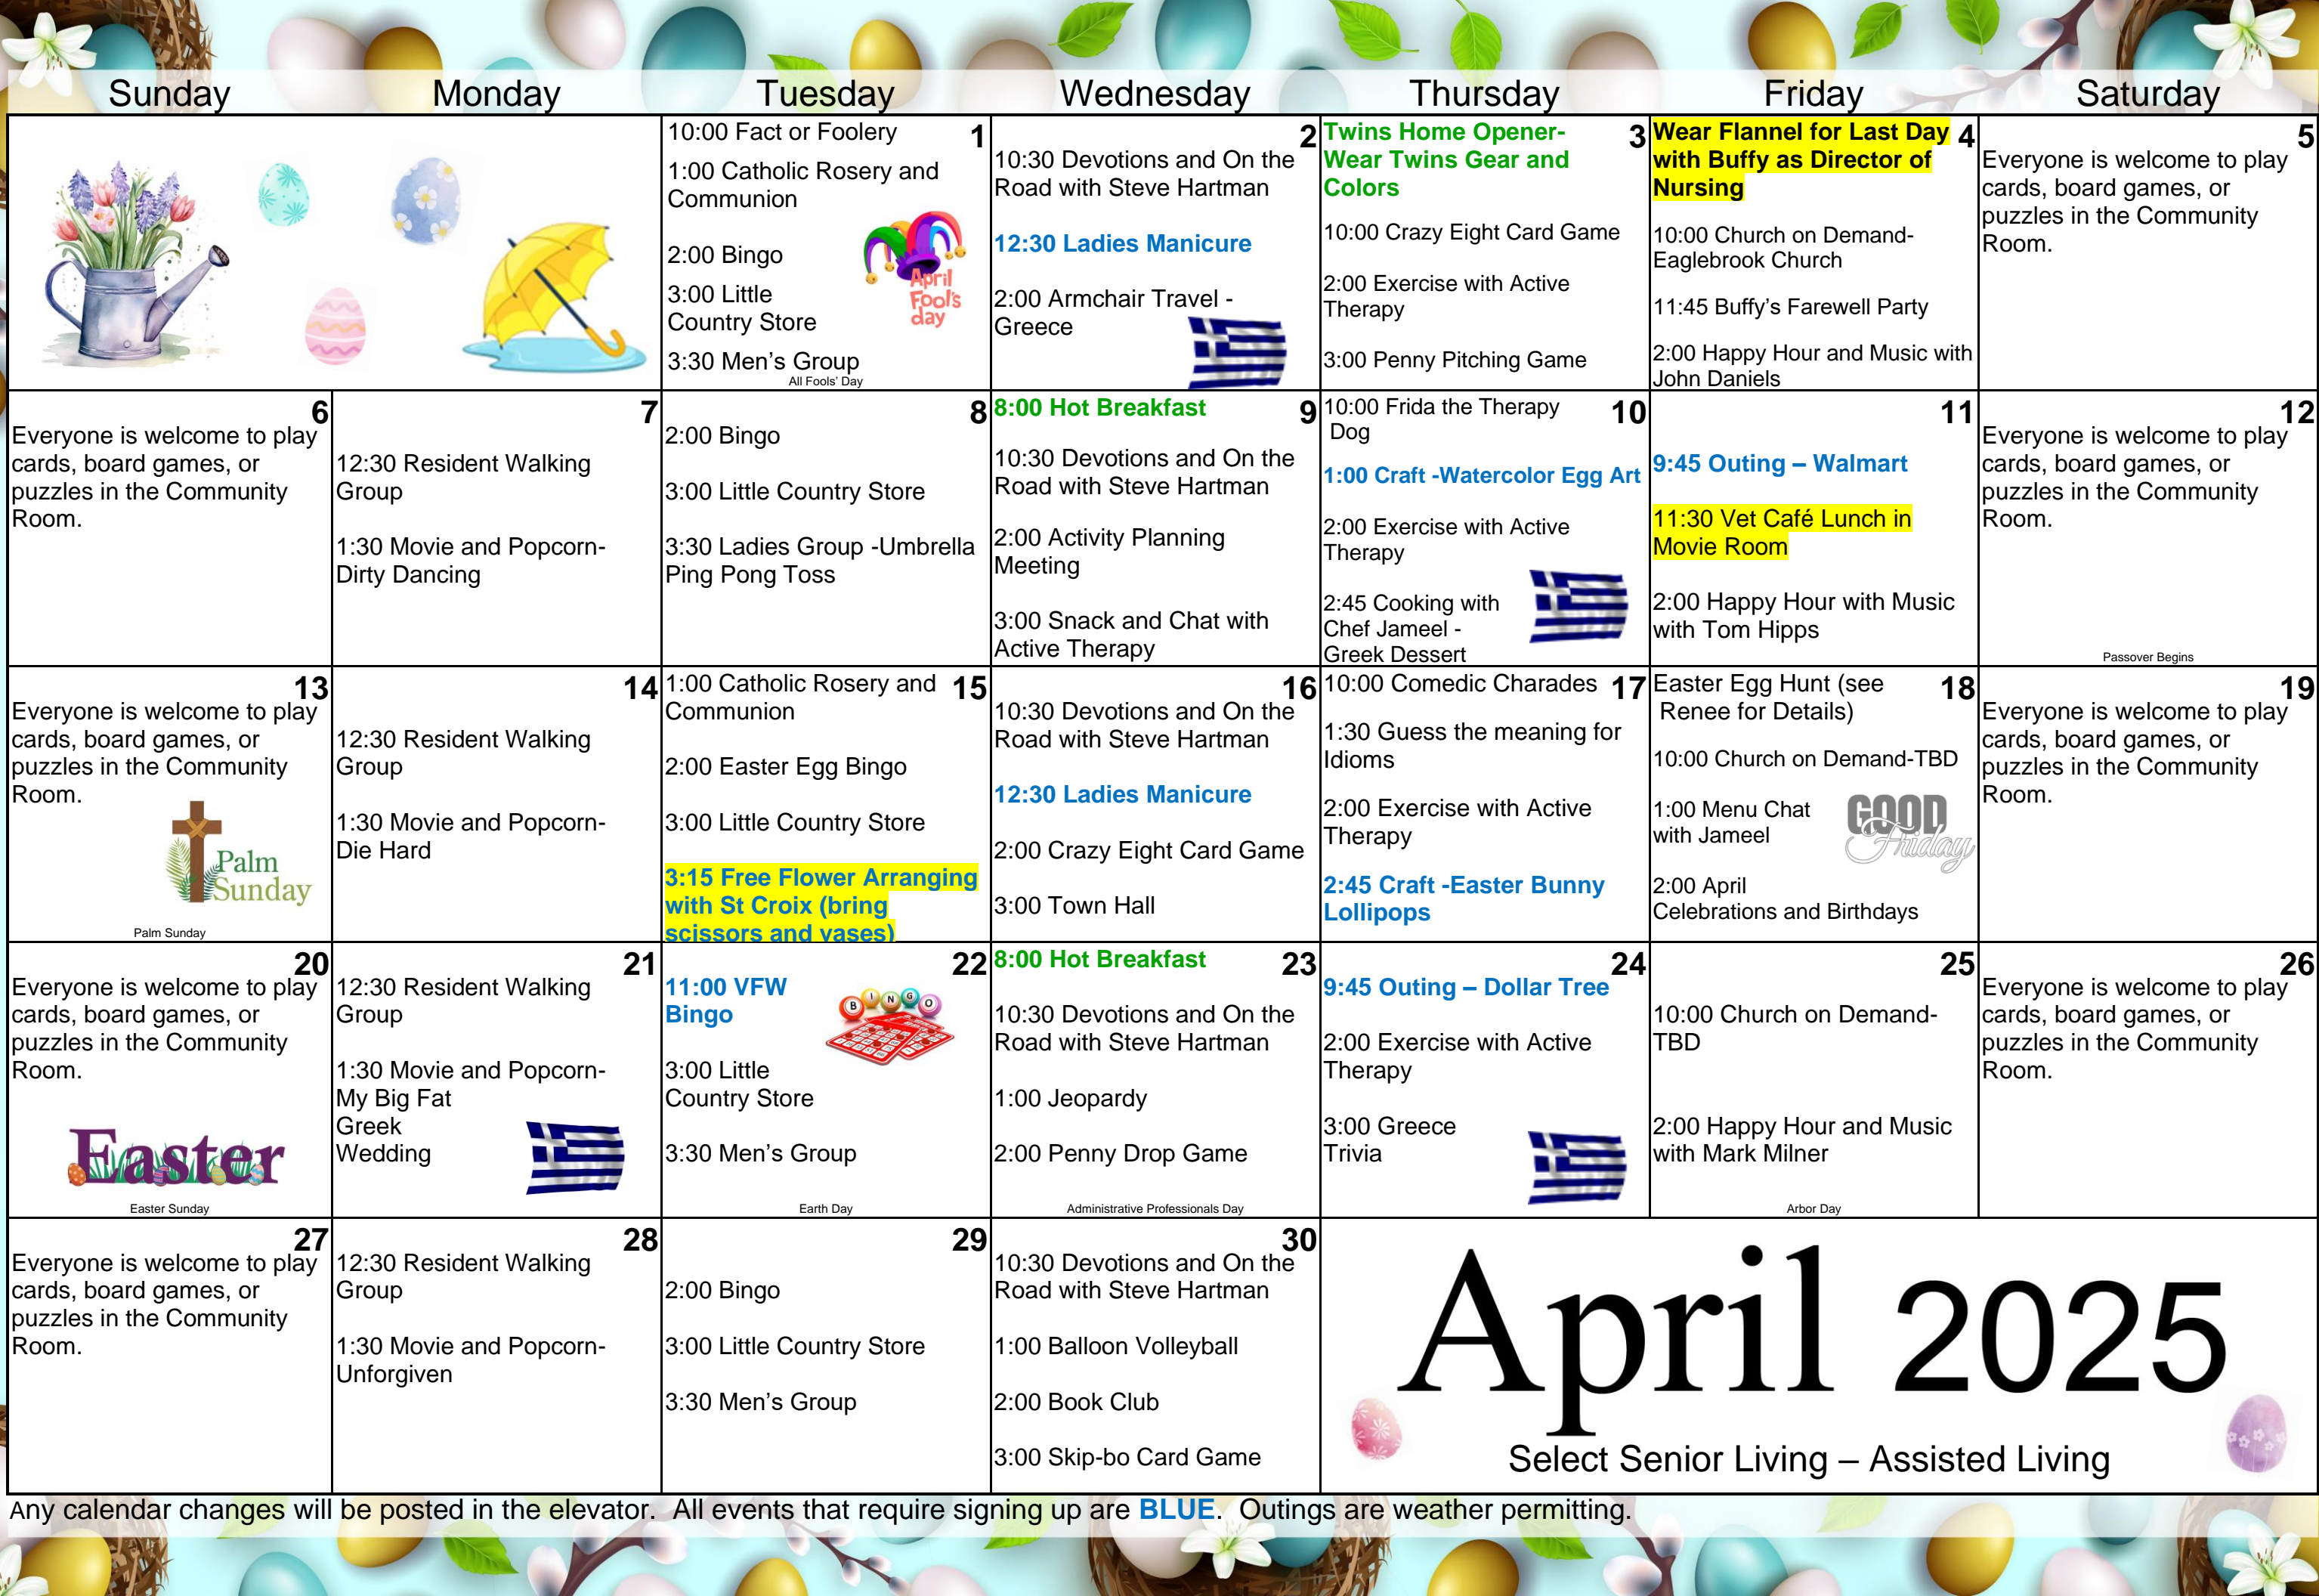 Sunday Monday Tuesday Wednesday Thursday Friday Saturday
1
10:00 Fact or Foolery
1:00 Catholic Rosery and
Communion
2:00 Bingo
3:00 Little
Country Store
3:30 Men's Group
April
Fool's
day
All Fools' Day
2
10:30 Devotions and On the
Road with Steve Hartman
12:30 Ladies Manicure
2:00 Armchair Travel -
Greece
3
Twins Home Opener-
Wear Twins Gear and
Colors
10:00 Crazy Eight Card Game
2:00 Exercise with Active
Therapy
3:00 Penny Pitching Game
4
Wear Flannel for Last Day
with Buffy as Director of
Nursing
10:00 Church on Demand-
Eaglebrook Church
11:45 Buffy's Farewell Party
2:00 Happy Hour and Music with
John Daniels
5
Everyone is welcome to play
cards, board games, or
puzzles in the Community
Room.
6
Everyone is welcome to play
cards, board games, or
puzzles in the Community
Room.
7
12:30 Resident Walking
Group
1:30 Movie and Popcorn-
Dirty Dancing
8
2:00 Bingo
3:00 Little Country Store
3:30 Ladies Group -Umbrella
Ping Pong Toss
9
8:00 Hot Breakfast
10:30 Devotions and On the
Road with Steve Hartman
2:00 Activity Planning
Meeting
3:00 Snack and Chat with
Active Therapy
10
10:00 Frida the Therapy
Dog
1:00 Craft -Watercolor Egg Art
2:00 Exercise with Active
Therapy
2:45 Cooking with
Chef Jameel -
Greek Dessert
11
9:45 Outing – Walmart
11:30 Vet Café Lunch in
Movie Room
2:00 Happy Hour with Music
with Tom Hipps
12
Everyone is welcome to play
cards, board games, or
puzzles in the Community
Room.
Passover Begins
13
Everyone is welcome to play
cards, board games, or
puzzles in the Community
Room.
Palm
Sunday
Palm Sunday
14
12:30 Resident Walking
Group
1:30 Movie and Popcorn-
Die Hard
15
1:00 Catholic Rosery and
Communion
2:00 Easter Egg Bingo
3:00 Little Country Store
3:15 Free Flower Arranging
with St Croix (bring
scissors and vases)
16
10:30 Devotions and On the
Road with Steve Hartman
12:30 Ladies Manicure
2:00 Crazy Eight Card Game
3:00 Town Hall
17
10:00 Comedic Charades
1:30 Guess the meaning for
Idioms
2:00 Exercise with Active
Therapy
2:45 Craft -Easter Bunny
Lollipops
18
Easter Egg Hunt (see
Renee for Details)
10:00 Church on Demand-TBD
1:00 Menu Chat
with Jameel
GOOD
Friday
2:00 April
Celebrations and Birthdays
19
Everyone is welcome to play
cards, board games, or
puzzles in the Community
Room.
20
Everyone is welcome to play
cards, board games, or
puzzles in the Community
Room.
Easter
Easter Sunday
21
12:30 Resident Walking
Group
1:30 Movie and Popcorn-
My Big Fat
Greek
Wedding
22
11:00 VFW
Bingo
B I N G O
3:00 Little
Country Store
3:30 Men's Group
Earth Day
23
8:00 Hot Breakfast
10:30 Devotions and On the
Road with Steve Hartman
1:00 Jeopardy
2:00 Penny Drop Game
Administrative Professionals Day
24
9:45 Outing – Dollar Tree
2:00 Exercise with Active
Therapy
3:00 Greece
Trivia
25
10:00 Church on Demand-
TBD
2:00 Happy Hour and Music
with Mark Milner
Arbor Day
26
Everyone is welcome to play
cards, board games, or
puzzles in the Community
Room.
27
Everyone is welcome to play
cards, board games, or
puzzles in the Community
Room.
28
12:30 Resident Walking
Group
1:30 Movie and Popcorn-
Unforgiven
29
2:00 Bingo
3:00 Little Country Store
3:30 Men's Group
30
10:30 Devotions and On the
Road with Steve Hartman
1:00 Balloon Volleyball
2:00 Book Club
3:00 Skip-bo Card Game
April 2025
Select Senior Living – Assisted Living
Any calendar changes will be posted in the elevator. All events that require signing up are BLUE. Outings are weather permitting.